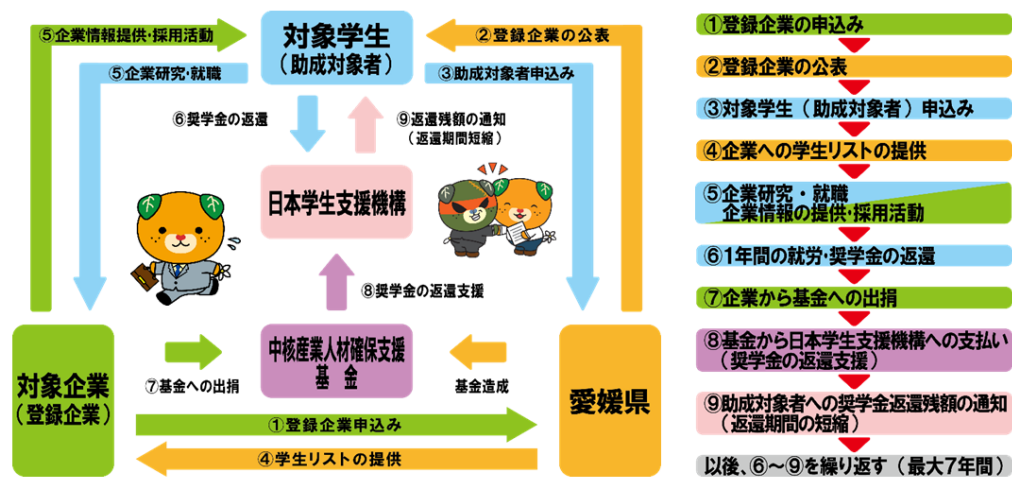 ⑤企業情報提供・採用活動
対象学生
（助成対象者）
②登録企業の公表
⑤企業研究・就職
③助成対象者申込み
⑥奨学金の返還
⑨返還残額の通知
（返還期間短縮）
日本学生支援機構
⑧奨学金の返還支援
対象企業
（登録企業）
⑦基金への出捐
中核産業人材確保支援
基金
基金造成
愛媛県
①登録企業申込み
④学生リストの提供
①登録企業の申込み
②登録企業の公表
③対象学生（助成対象者）申込み
④企業への学生リストの提供
⑤企業研究・就職
企業情報の提供・採用活動
⑥1年間の就労・奨学金の返還
⑦企業から基金への出捐
⑧基金から日本学生支援機構への支払い
（奨学金の返還支援）
⑨助成対象者への奨学金返還残額の通知
（返還期間の短縮）
以後、⑥～⑨を繰り返す（最大7年間）